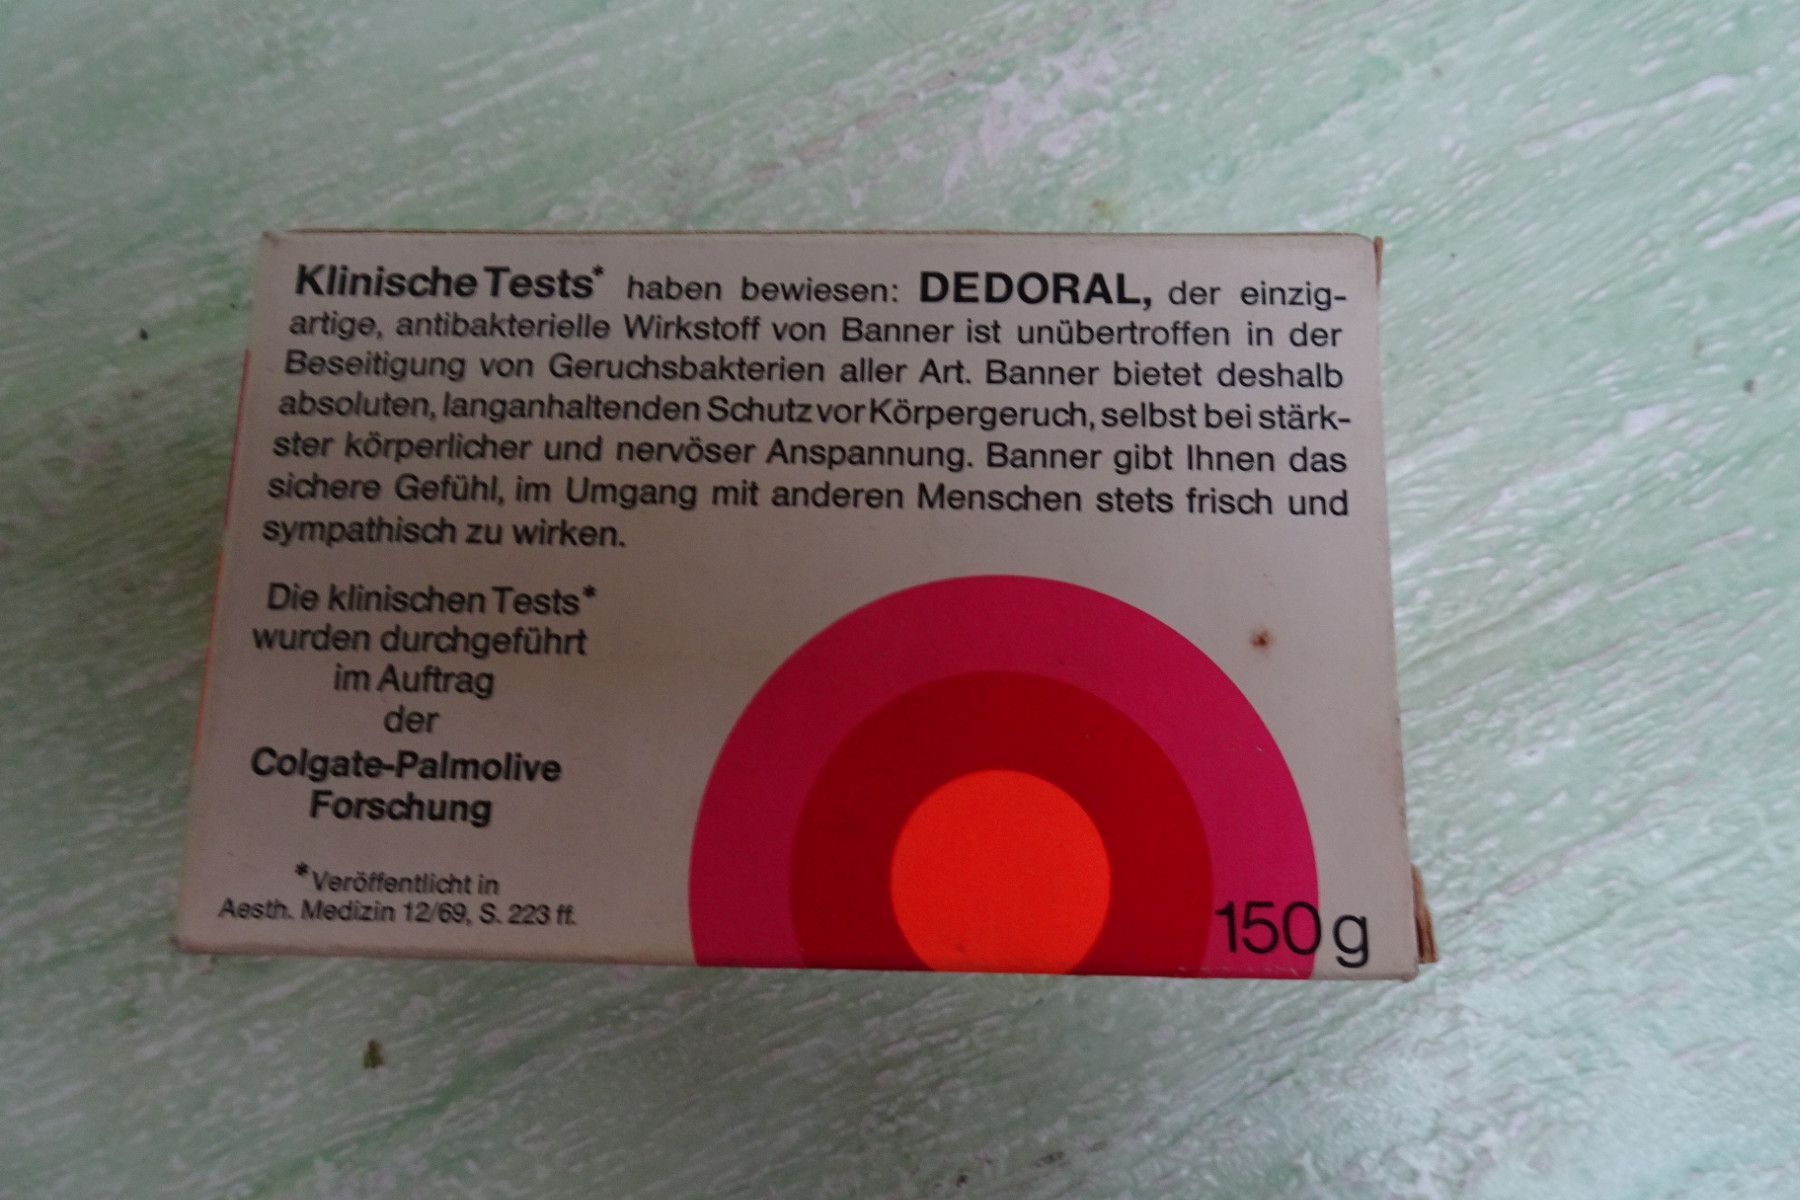 Klinische Tests* haben bewiesen: DEDORAL, der einzig-
artige, antibakterielle Wirkstoff von Banner ist unübertroffen in der
Beseitigung von Geruchsbakterien aller Art. Banner bietet deshalb
absoluten, langanhaltenden Schutz vor Körpergeruch, selbst bei stärk-
ster körperlicher und nervöser Anspannung. Banner gibt Ihnen das
sichere Gefühl, im Umgang mit anderen Menschen stets frisch und
sympathisch zu wirken.
Die klinischen Tests*
wurden durchgeführt
im Auftrag
der
Colgate-Palmolive
Forschung
*Veröffentlicht in
Aesth. Medizin 12/69, S. 223 ff.
150 g